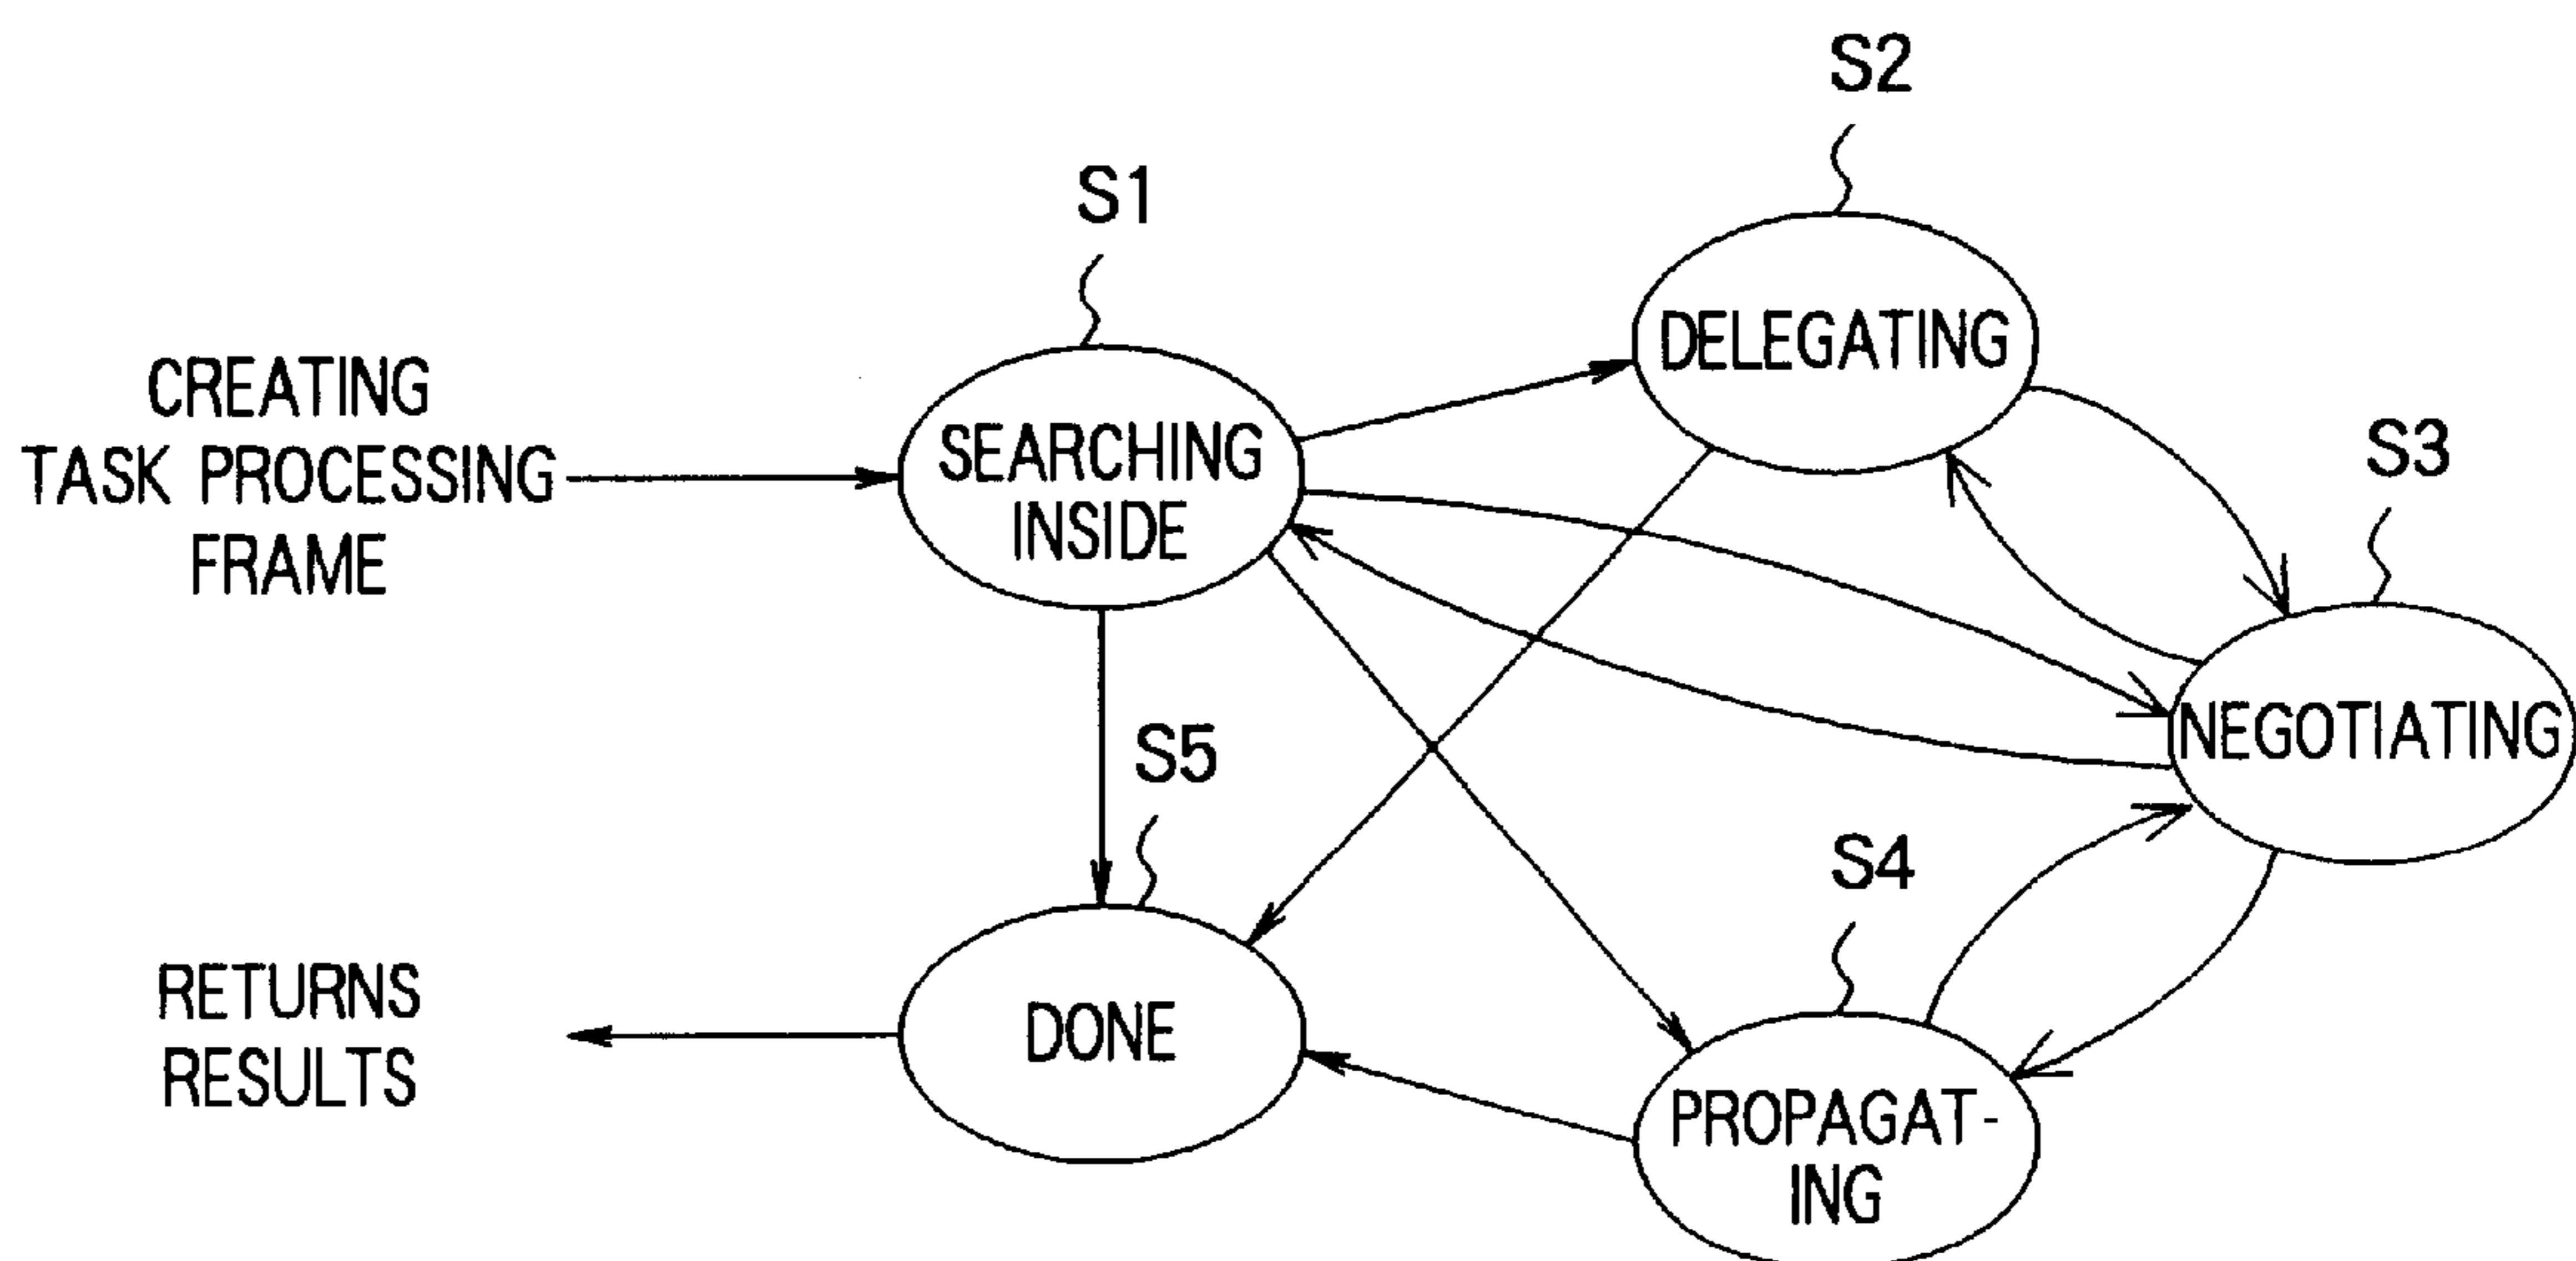 S2
S1
CREATING
TASK PROCESSING
FRAME
SEARCHING
INSIDE
DELEGATING
S3
NEGOTIATING
S5
S4
RETURNS
RESULTS
DONE
PROPAGAT-
ING